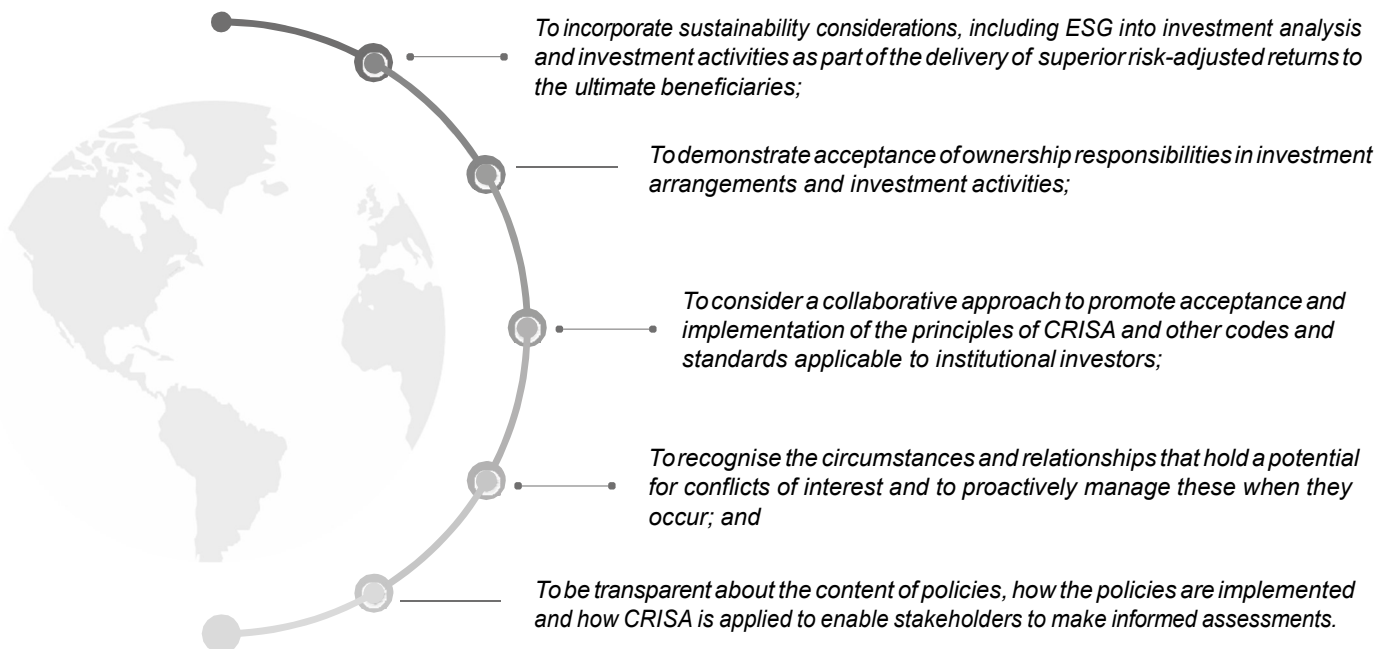 To incorporate sustainability considerations, including ESG into investment analysis
and investment activities as part of the delivery of superior risk-adjusted returns to
the ultimate beneficiaries;
To demonstrate acceptance of ownership responsibilities in investment
arrangements and investment activities;
To consider a collaborative approach to promote acceptance and
implementation of the principles of CRISA and other codes and
standards applicable to institutional investors;
To recognise the circumstances and relationships that hold a potential
for conflicts of interest and to proactively manage these when they
occur; and
To be transparent about the content of policies, how the policies are implemented
and how CRISA is applied to enable stakeholders to make informed assessments.